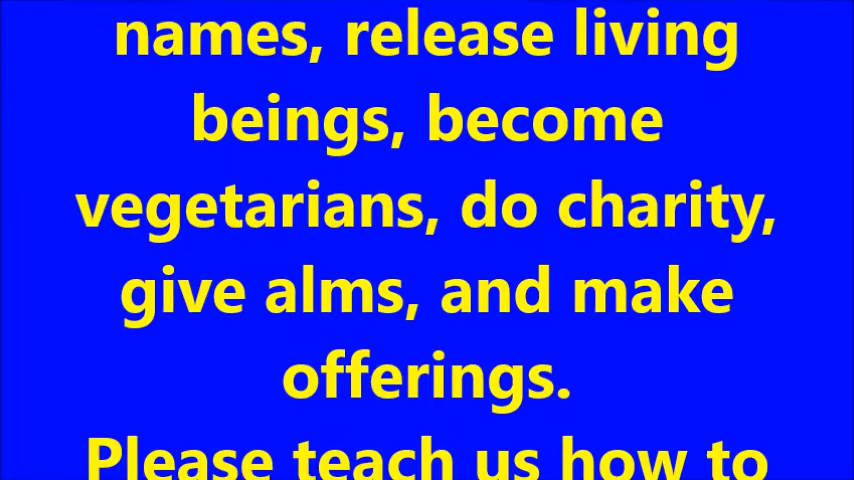 names, release living
beings, become
vegetarians, do charity,
give alms, and make
offerings.
Please teach us how to